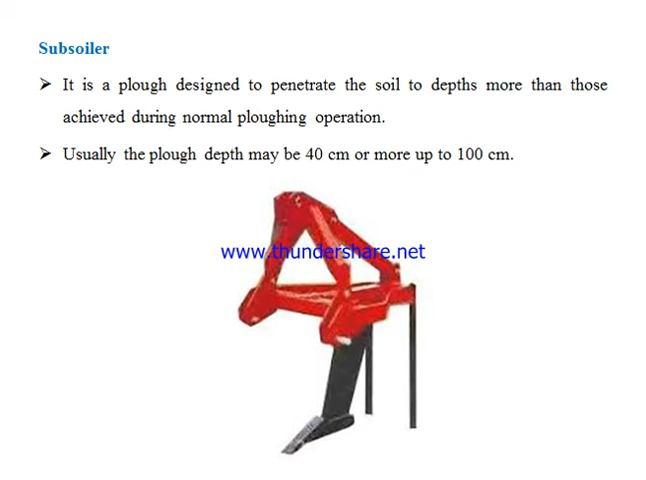 Subsoiler
➢ It is a plough designed to penetrate the soil to depths more than those
achieved during normal ploughing operation.
➢ Usually the plough depth may be 40 cm or more up to 100 cm.
www.thundershare.net